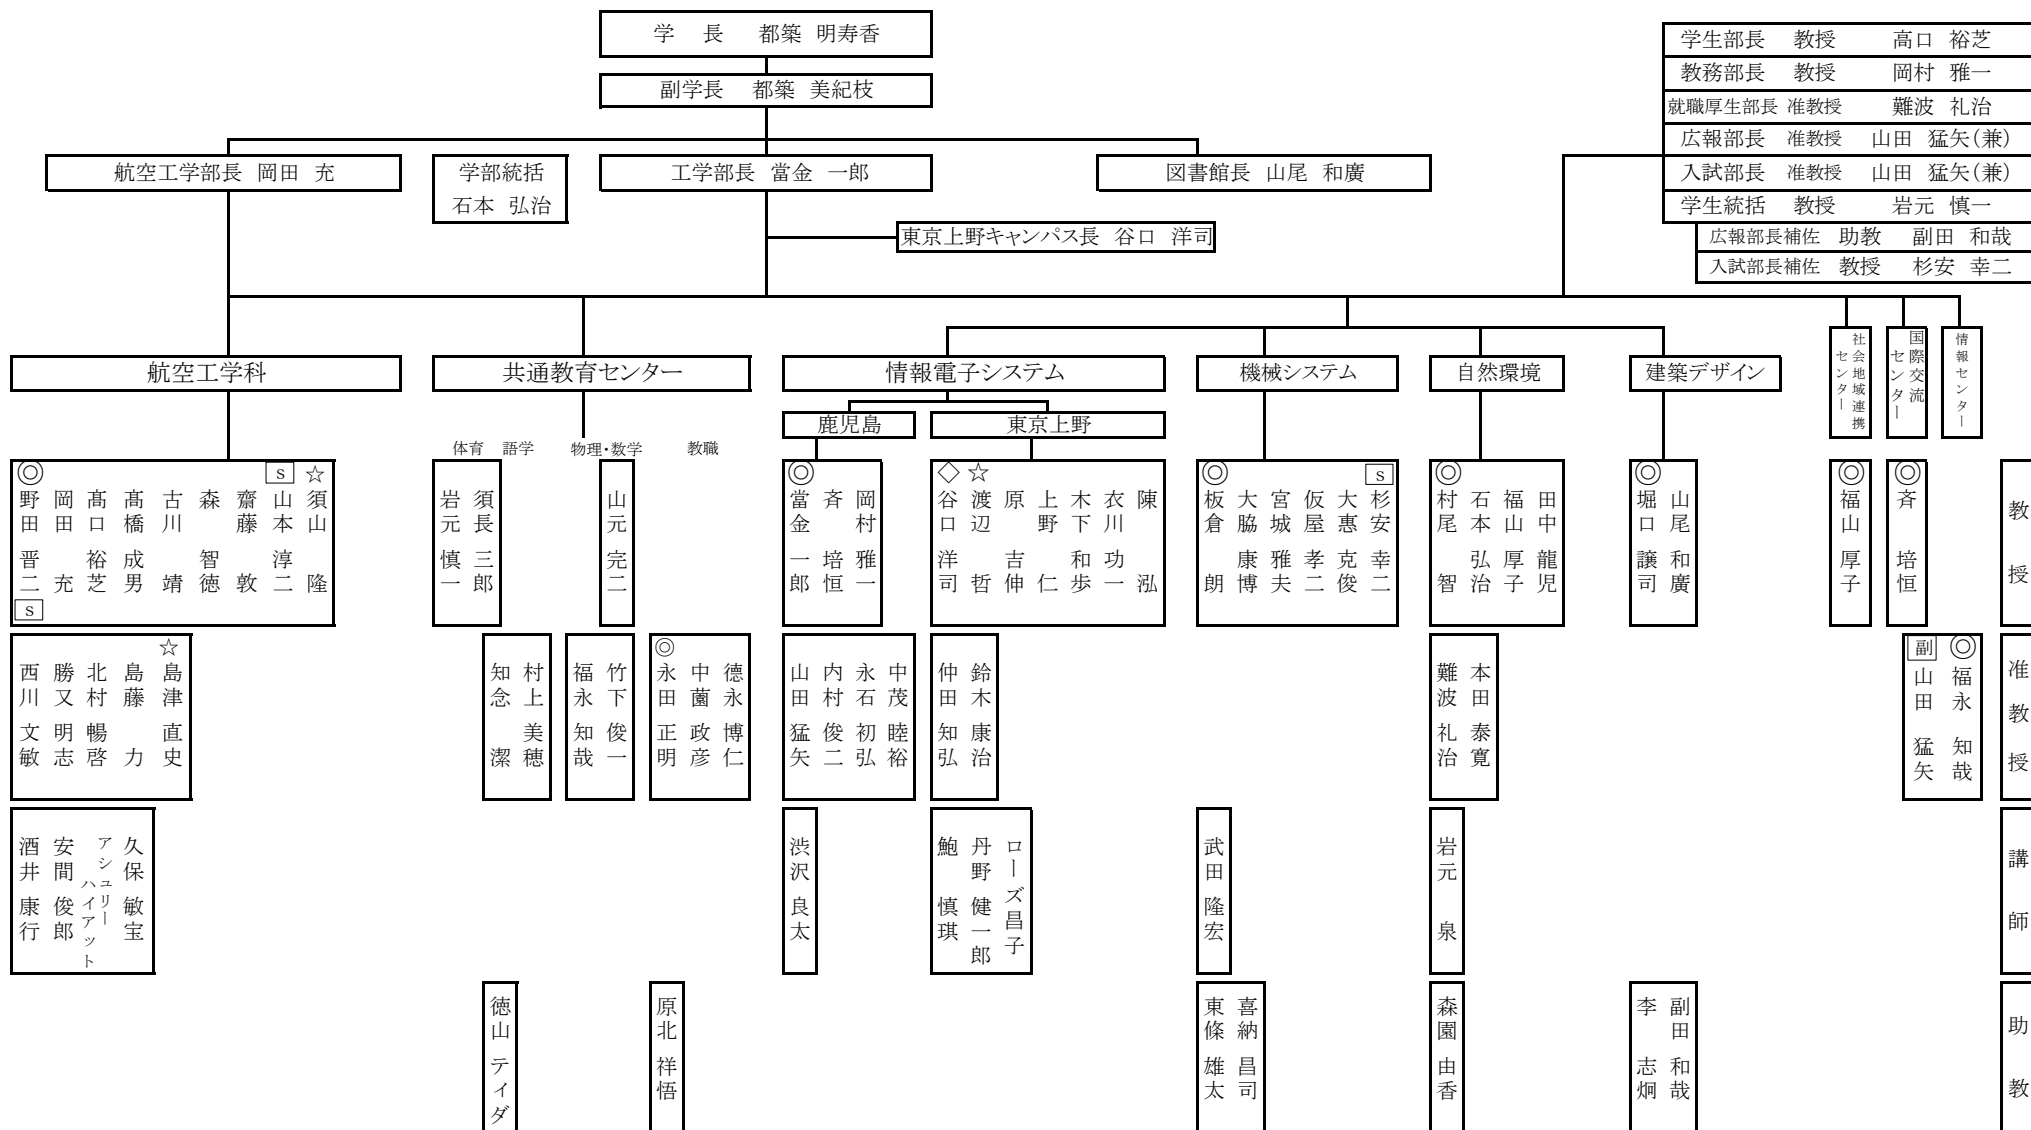 学 長 都築 明寿香
副学長 都築 美紀枝
学生部長 教授 高口 裕芝
教務部長 教授 岡村 雅一
就職厚生部長 准教授 難波 礼治
広報部長 准教授 山田 猛矢(兼)
入試部長 准教授 山田 猛矢(兼)
学生統括 教授 岩元 慎一
広報部長補佐 助教 副田 和哉
入試部長補佐 教授 杉安 幸二
航空工学部長 岡田 充
学部統括
石本 弘治
工学部長 當金 一郎
図書館長 山尾 和廣
東京上野キャンパス長 谷口 洋司
航空工学科
共通教育センター
情報電子システム
機械システム
自然環境
建築デザイン
社会地域連携
センター
国際交流
センター
情報センター
鹿児島
東京上野
体育 語学 物理・数学 教職
◎
s
☆
野田 晋二
s
岡田 充
髙口 裕芝
髙橋 成男
古川 靖
森 智徳
齋藤 敦
山本 淳二
須山 隆
岩元 慎一
須長 三郎
山元 完二
◎
當金 一郎
斉 培恒
岡村 雅一
◇
☆
谷口 洋司
渡辺 哲
原 吉伸
上野 仁
木下 和歩
衣川 功一
陳 泓
◎
s
板倉 朗
大脇 康博
宮城 雅夫
仮屋 孝二
大惠 克俊
杉安 幸二
◎
村尾 智
石本 弘治
福山 厚子
田中 龍児
◎
堀口 譲司
山尾 和廣
◎
福山 厚子
◎
斉 培恒
教授
☆
西川 文敏
勝又 明志
北村 暢啓
島藤 力
島津 直史
知念 潔
村上 美穂
福永 知哉
竹下 俊一
◎
永田 正明
中薗 政彦
德永 博仁
山田 猛矢
内村 俊二
永石 初弘
中茂 睦裕
仲田 知弘
鈴木 康治
難波 礼治
本田 泰寛
副
◎
山田 猛矢
福永 知哉
准教授
酒井 康行
安間 俊郎
アシュリー
ハイアット
久保 敏宝
渋沢 良太
鮑 慎琪
丹野 健一郎
ローズ昌子
武田 隆宏
岩元 泉
講師
徳山 ティダ
原北 祥悟
東條 雄太
喜納 昌司
森園 由香
李 志炯
副田 和哉
助教